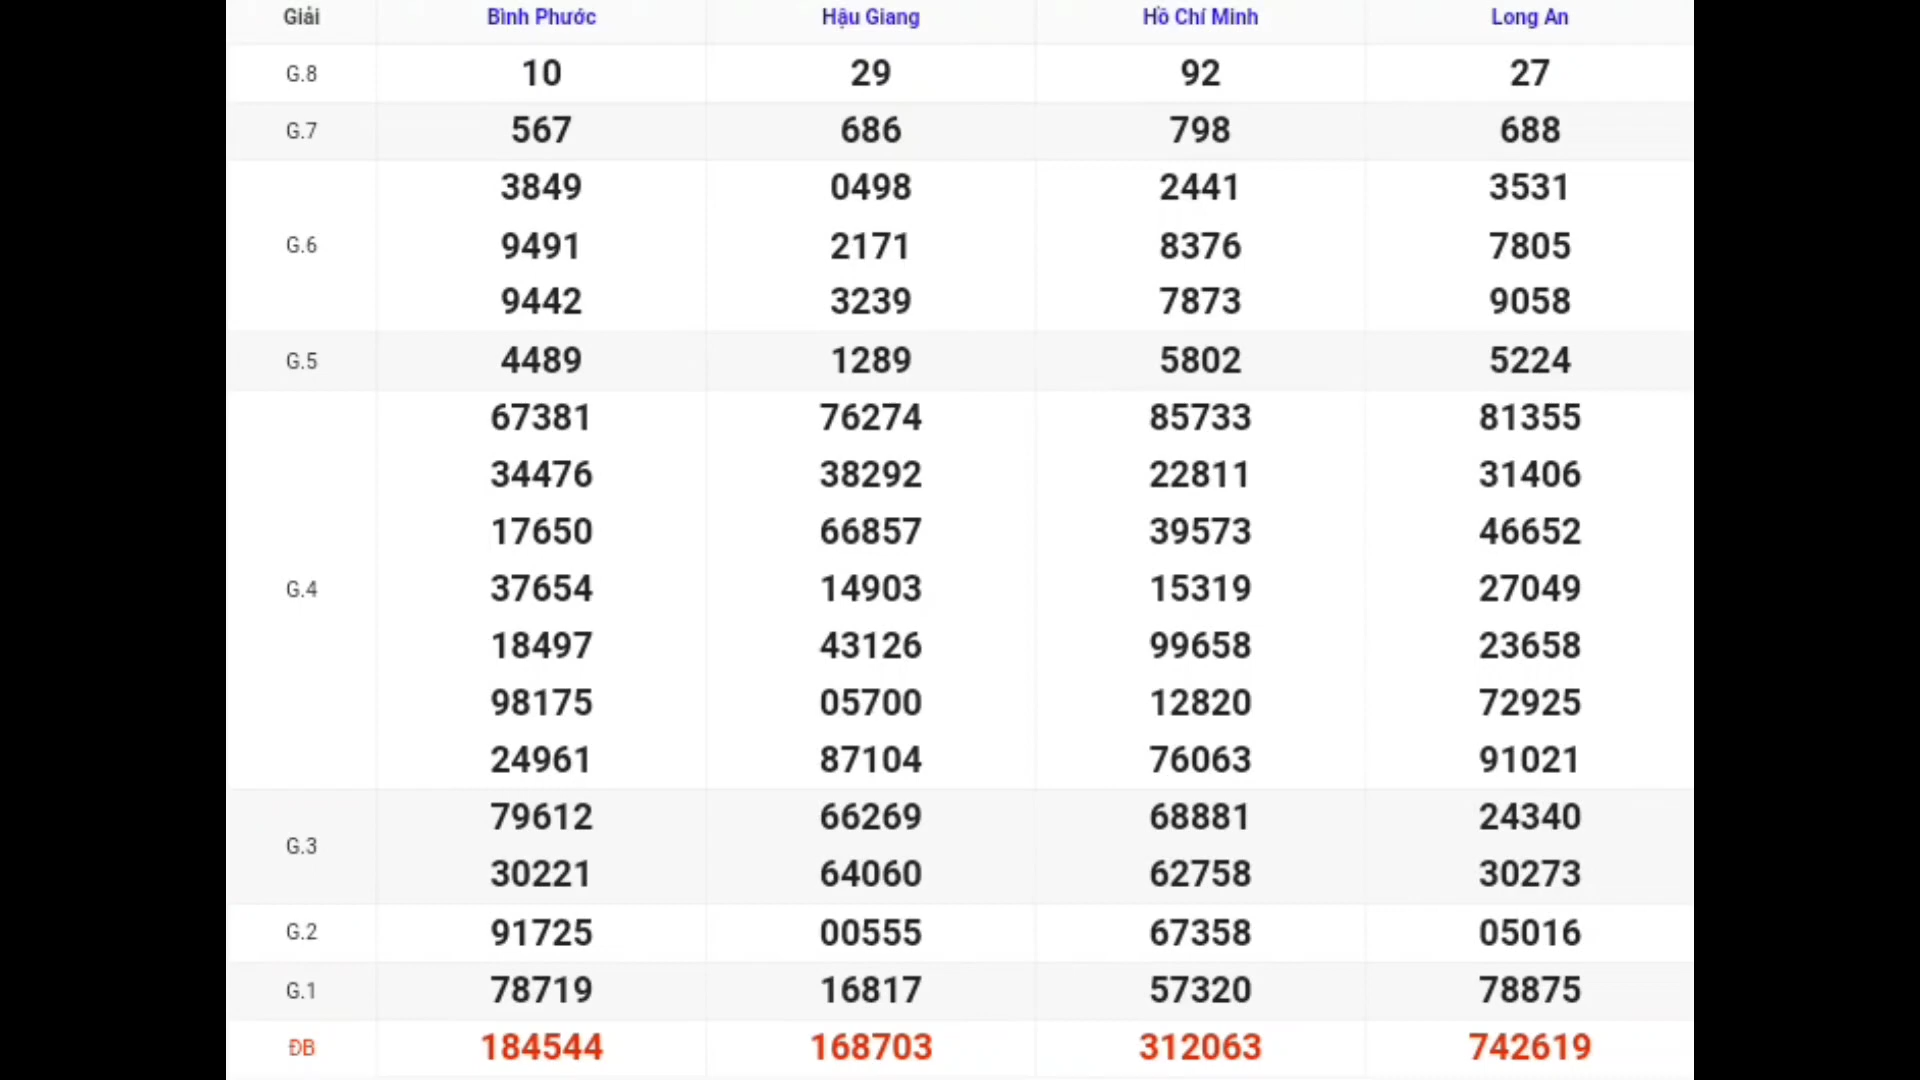 Giải Bình Phước Hậu Giang Hồ Chí Minh Long An
G.8 10 29 92 27
G.7 567 686 798 688
3849 0498 2441 3531
G.6 9491 2171 8376 7805
9442 3239 7873 9058
G.5 4489 1289 5802 5224
67381 76274 85733 81355
34476 38292 22811 31406
17650 66857 39573 46652
G.4 37654 14903 15319 27049
18497 43126 99658 23658
98175 05700 12820 72925
24961 87104 76063 91021
G.3
79612 66269 68881 24340
30221 64060 62758 30273
G.2 91725 00555 67358 05016
G.1 78719 16817 57320 78875
ĐB 184544 168703 312063 742619